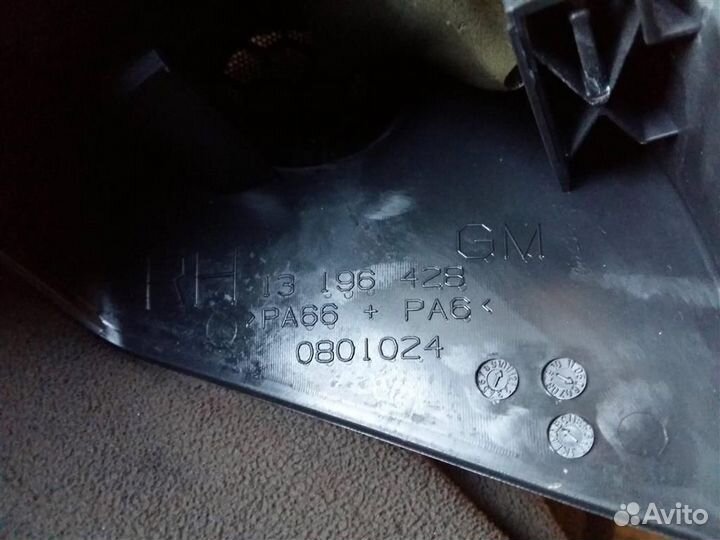 GM
RH 13 196 428
>PA66 + PA6<
0801024
Avito